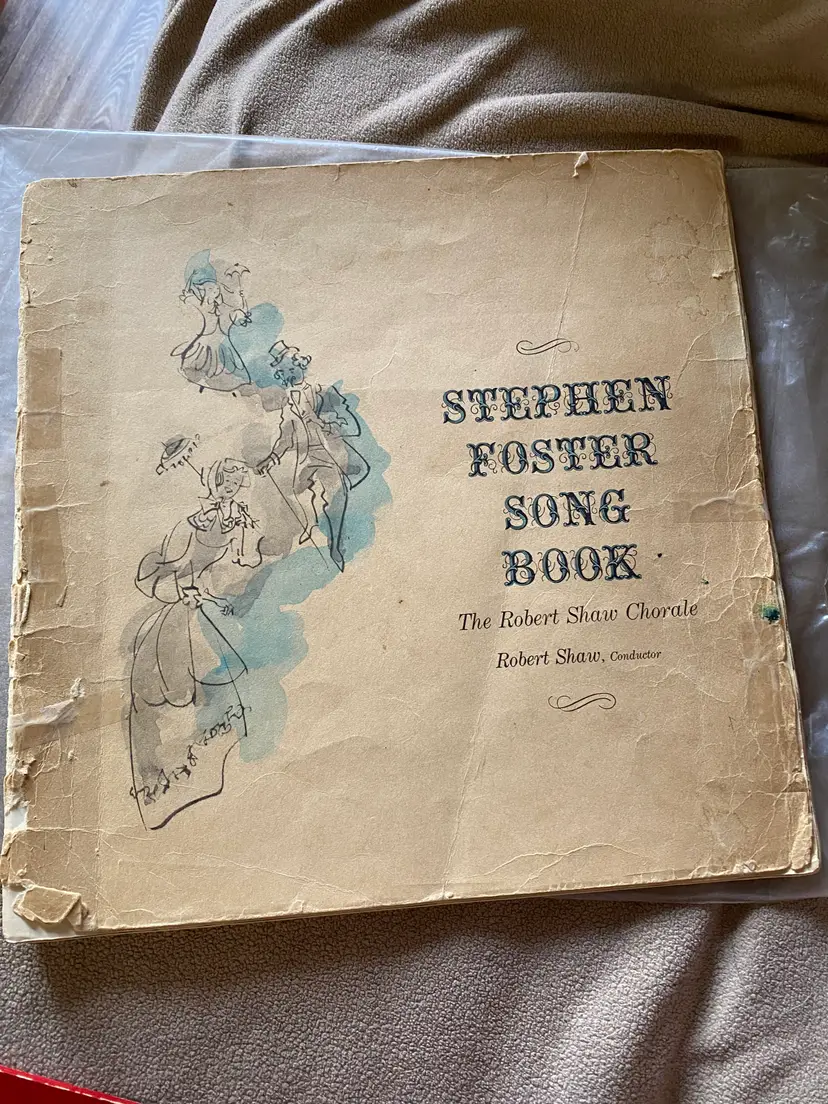 STEPHEN
FOSTER
SONG
BOOK
The Robert Shaw Chorale
Robert Shaw, Conductor